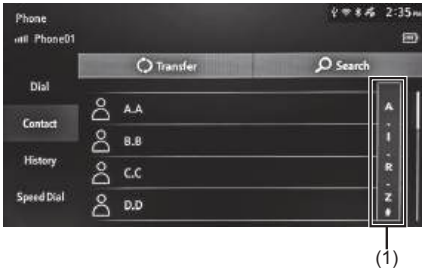 Phone
2:35
Phone01
Transfer
Search
Dial
Contact
History
Speed Dial
A.A
B.B
C.C
D.D
A
-
I
-
R
-
Z
#
(1)